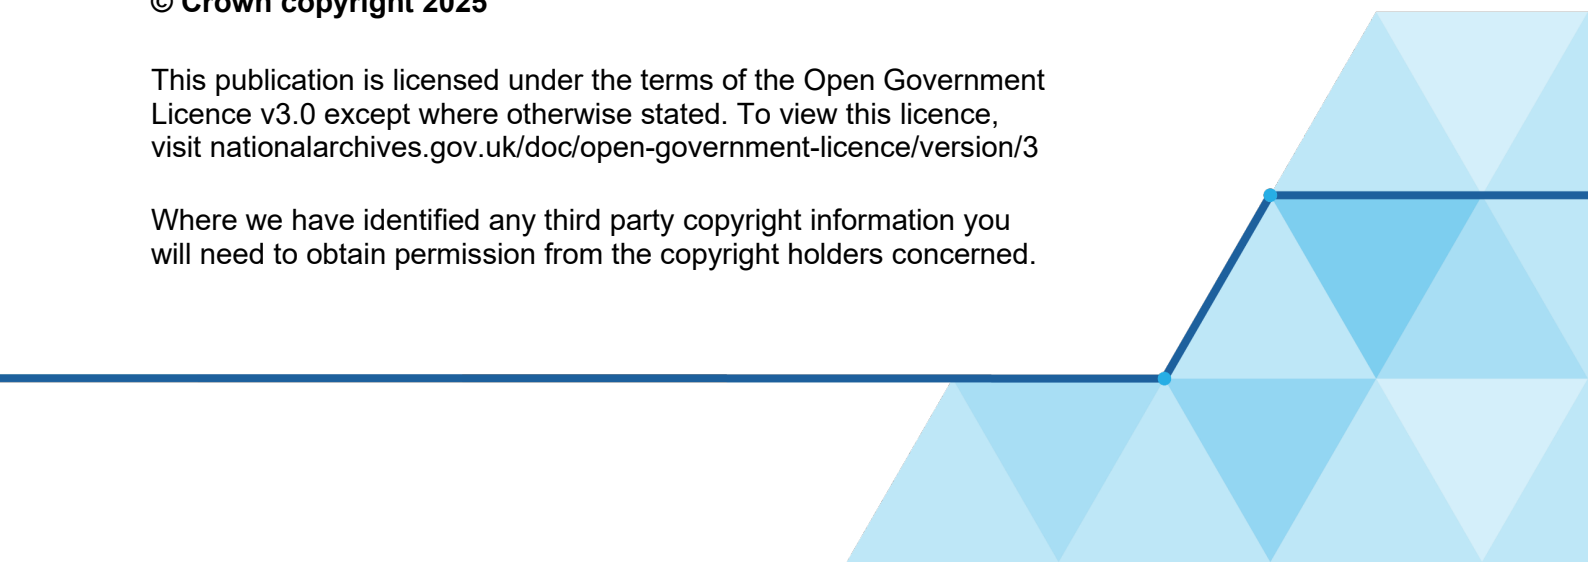 © Crown copyright 2025
This publication is licensed under the terms of the Open Government
Licence v3.0 except where otherwise stated. To view this licence,
visit nationalarchives.gov.uk/doc/open-government-licence/version/3
Where we have identified any third party copyright information you
will need to obtain permission from the copyright holders concerned.